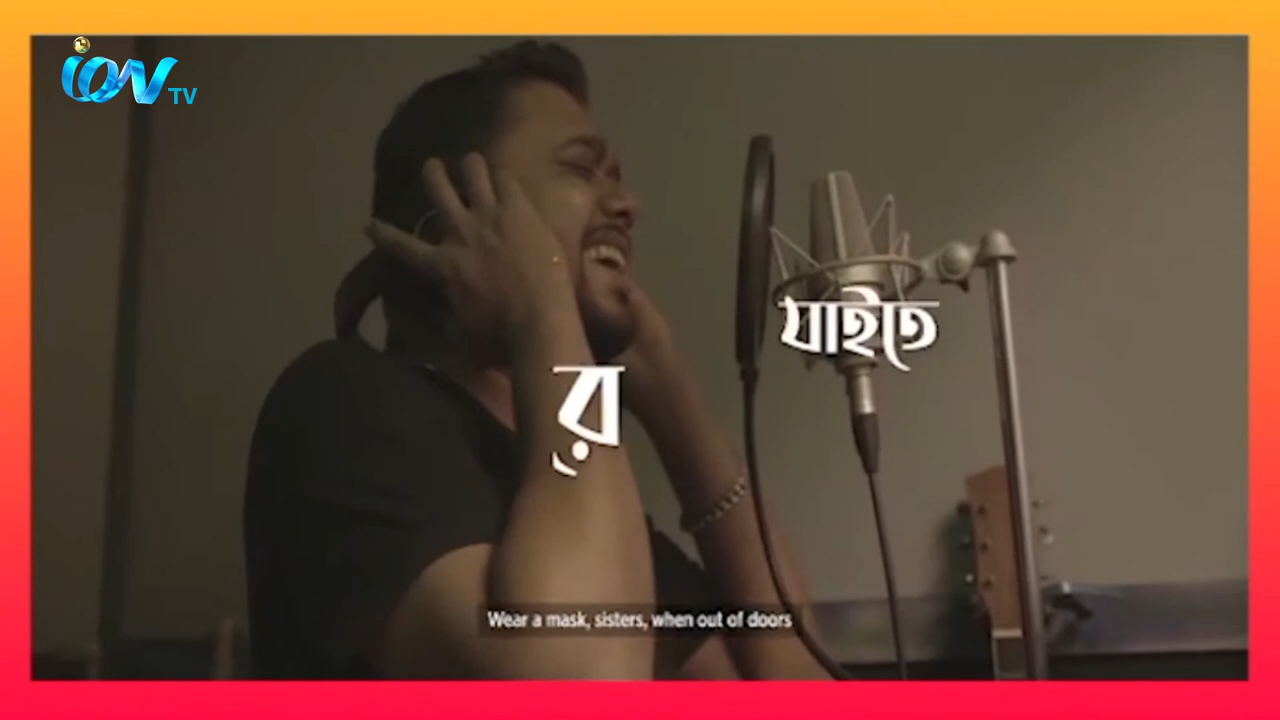 iON TV
যাইতে
রে
Wear a mask, sisters, when out of doors